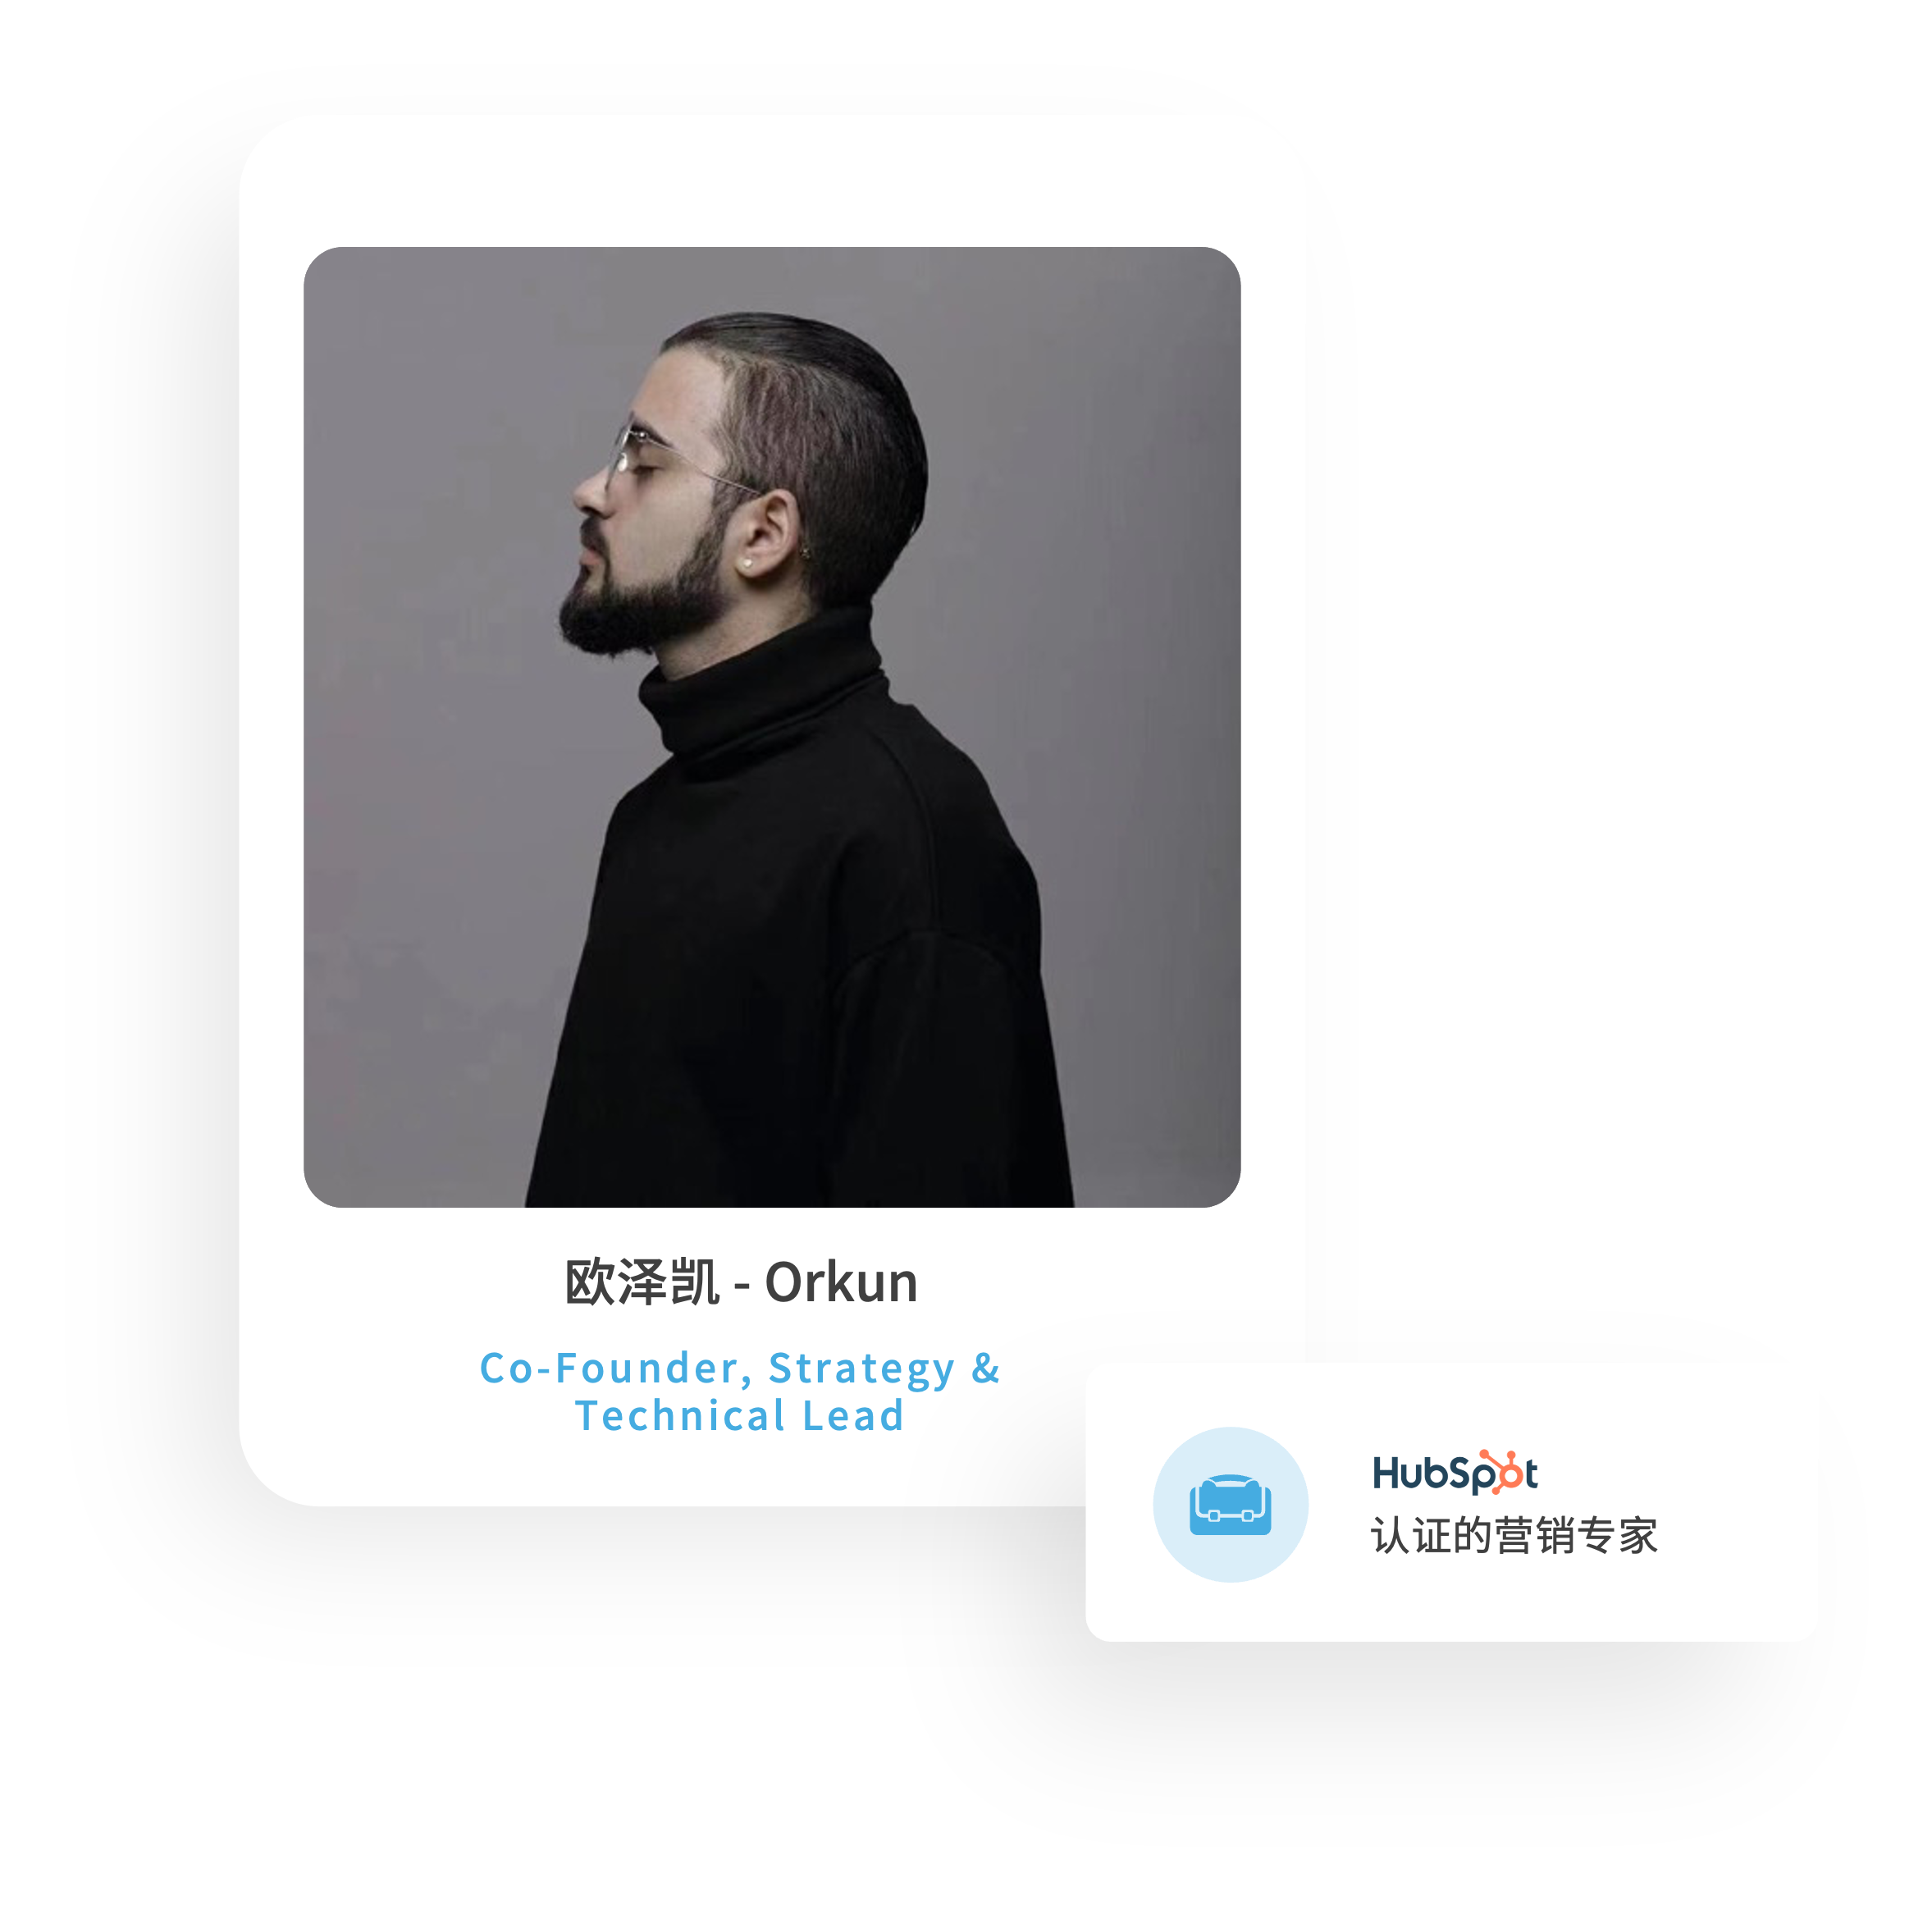 欧泽凯 - Orkun
Co-Founder, Strategy &
Technical Lead
HubSpot
认证的营销专家